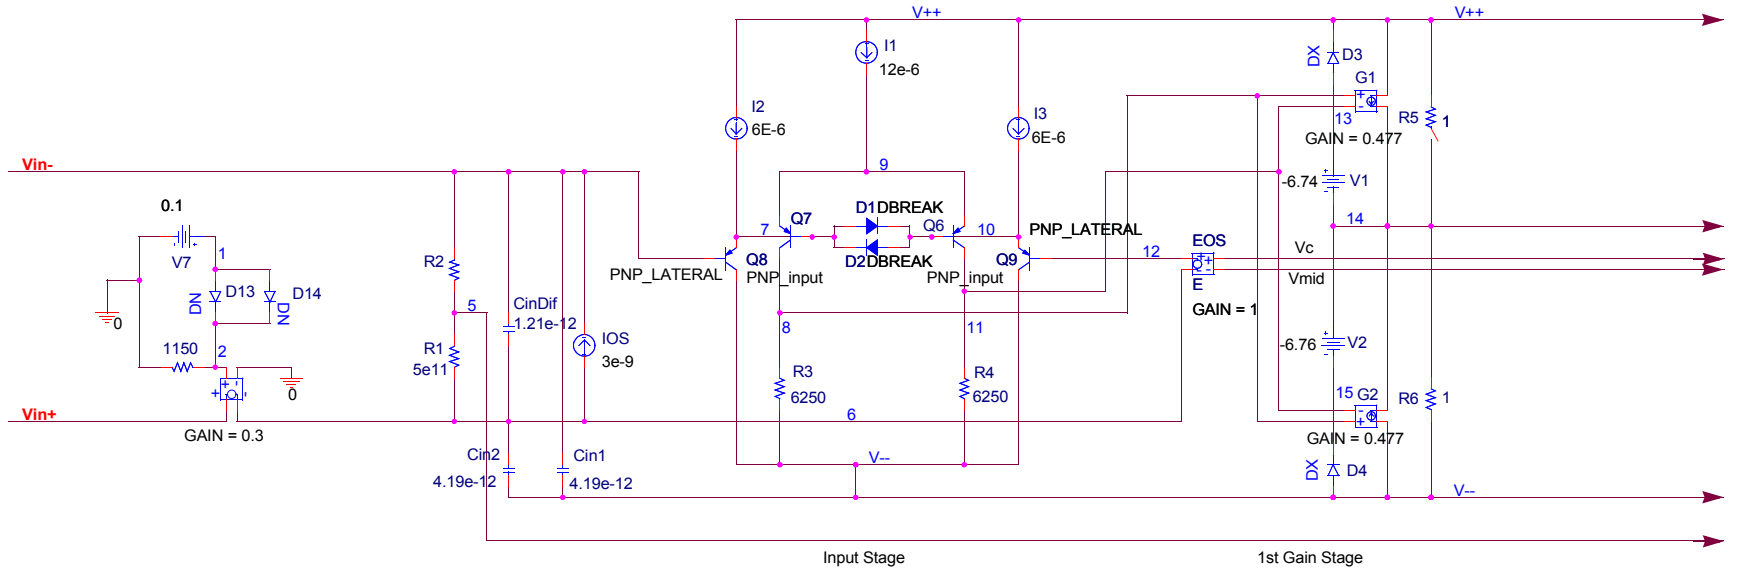 V++
V++
I1
12e-6
DX
D3
G1
I2
6E-6
I3
6E-6
13
R5
1
GAIN = 0.477
Vin-
9
-6.74
V1
0.1
D1
DBREAK
Q7
Q6
7
10
PNP_LATERAL
14
V7
1
12
EOS
Vc
R2
PNP_LATERAL
Q8
D2
DBREAK
PNP_input
PNP_input
Q9
E
Vmid
DN
D13
D14
DN
5
CinDif
1.21e-12
GAIN = 1
0
8
11
1150
2
R1
5e11
IOS
3e-9
-6.76
V2
R3
6250
R4
6250
0
15
G2
R6
1
Vin+
6
GAIN = 0.3
GAIN = 0.477
Cin2
4.19e-12
Cin1
4.19e-12
V--
DX
D4
V--
Input Stage
1st Gain Stage